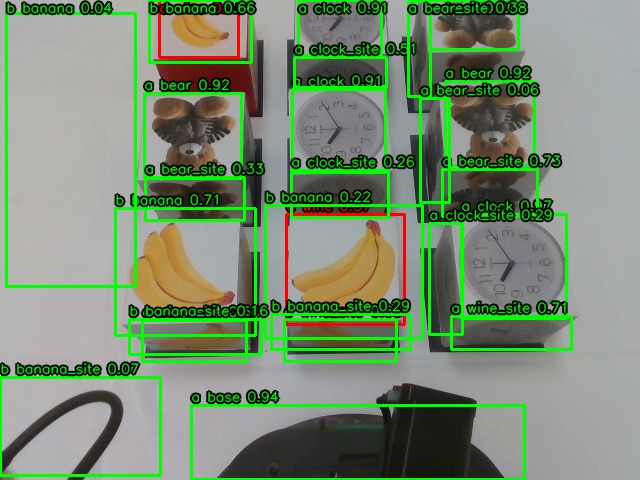 b banana 0.04
b banana 0.66
a clock 0.91
a bear_site 0.38
a clock_site 0.51
a bear 0.92
a clock 0.91
a bear 0.92
a bear_site 0.06
a bear_site 0.33
a clock_site 0.26
a bear_site 0.73
b banana 0.71
b banana 0.22
a clock_site 0.29
b banana_site 0.16
b banana_site 0.29
a wine_site 0.71
b banana_site 0.07
a base 0.94